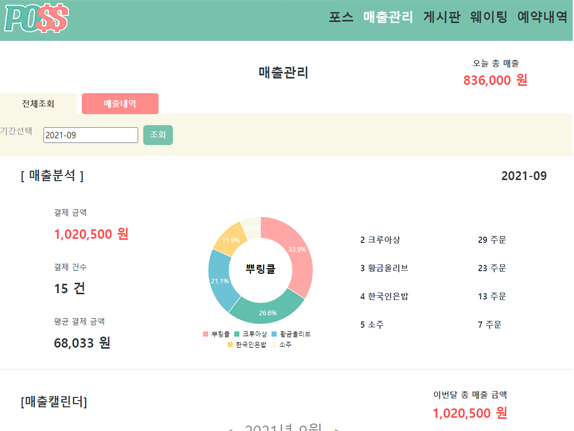 PO$$
포스 매출관리 게시판 웨이팅 예약내역
매출관리
오늘 총 매출
836,000 원
전체조회 매출내역
기간선택 2021-09 조회
[ 매출분석 ] 2021-09
결제 금액
1,020,500 원
결제 건수
15 건
평균 결제 금액
68,033 원
33.9%
26.6%
21.1%
11.9%
뿌링클
뿌링클 크루아상 황금올리브
한국인은밥 소주
2 크루아상 29 주문
3 황금올리브 23 주문
4 한국인은밥 13 주문
5 소주 7 주문
[매출캘린더]
이번달 총 매출 금액
1,020,500 원
< 2021년 9월 >